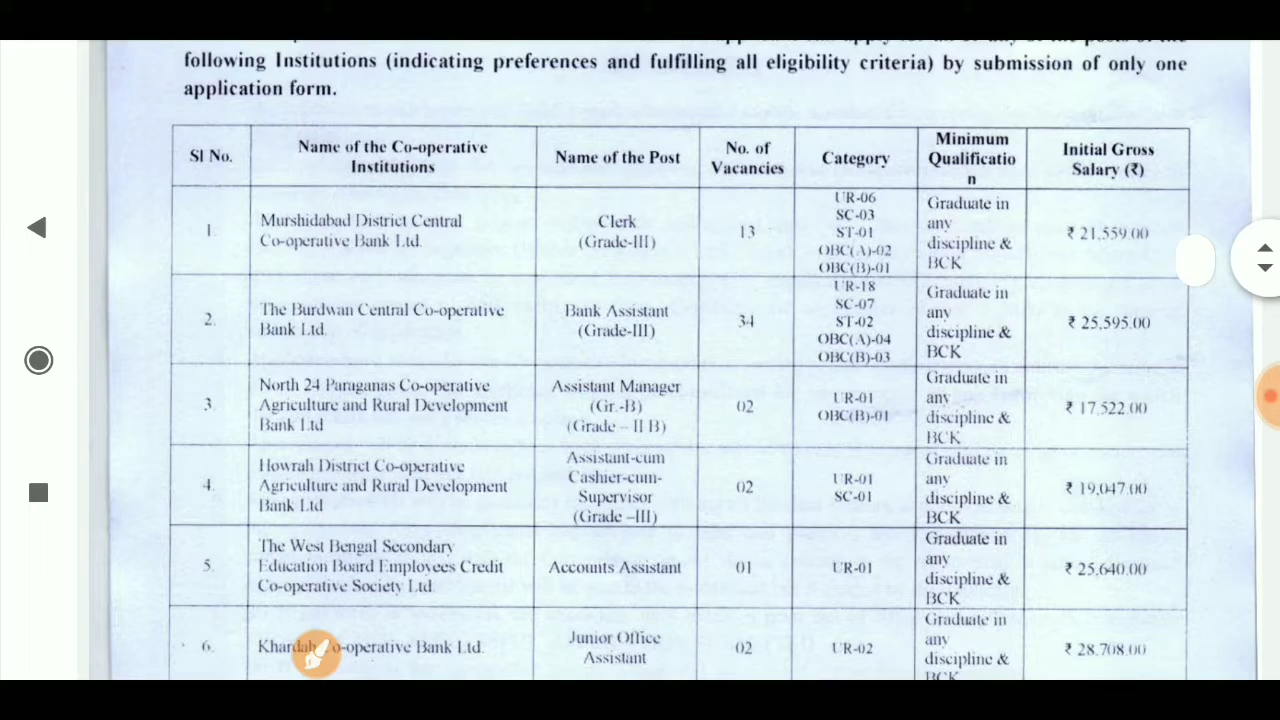 following Institutions (indicating preferences and fulfilling all eligibility criteria) by submission of only one
application form.
Sl No.
Name of the Co-operative
Institutions
Name of the Post
No. of
Vacancies
Category
Minimum
Qualificatio
n
Initial Gross
Salary (₹)
1.
Murshidabad District Central
Co-operative Bank Ltd.
Clerk
(Grade-III)
13
UR-06
SC-03
ST-01
OBC(A)-02
OBC(B)-01
Graduate in
any
discipline &
BCK
₹ 21,559.00
2.
The Burdwan Central Co-operative
Bank Ltd.
Bank Assistant
(Grade-III)
34
UR-18
SC-07
ST-02
OBC(A)-04
OBC(B)-03
Graduate in
any
discipline &
BCK
₹ 25,595.00
3.
North 24 Paraganas Co-operative
Agriculture and Rural Development
Bank Ltd
Assistant Manager
(Gr.-B)
(Grade – II B)
02
UR-01
OBC(B)-01
Graduate in
any
discipline &
BCK
₹ 17,522.00
4.
Howrah District Co-operative
Agriculture and Rural Development
Bank Ltd
Assistant-cum
Cashier-cum-
Supervisor
(Grade –III)
02
UR-01
SC-01
Graduate in
any
discipline &
BCK
₹ 19,047.00
5.
The West Bengal Secondary
Education Board Employees Credit
Co-operative Society Ltd.
Accounts Assistant
01
UR-01
Graduate in
any
discipline &
BCK
₹ 25,640.00
6.
Khardah Co-operative Bank Ltd.
Junior Office
Assistant
02
UR-02
Graduate in
any
discipline &
BCK
₹ 28,708.00